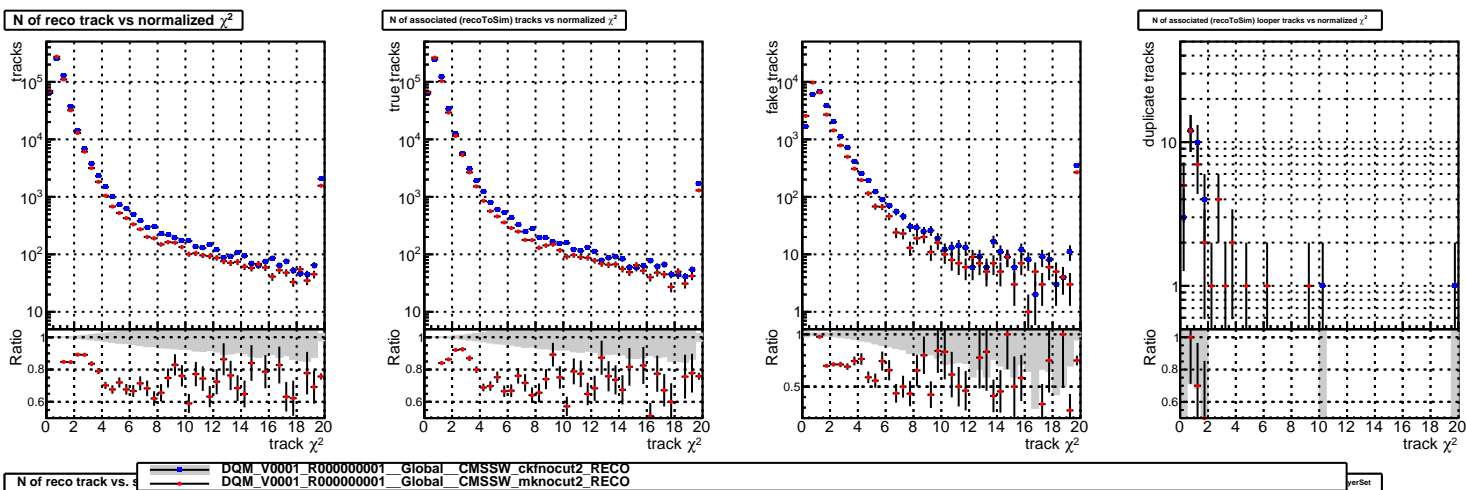 N of reco track vs normalized χ²
N of associated (recoToSim) tracks vs normalized χ²
N of associated (recoToSim) looper tracks vs normalized χ²
tracks
10⁵
10⁴
10³
10²
10
Ratio
1
0.8
0.6
0 2 4 6 8 10 12 14 16 18 20
track χ²
true tracks
10⁵
10⁴
10³
10²
10
Ratio
1
0.8
0.6
0 2 4 6 8 10 12 14 16 18 20
track χ²
fake tracks
10⁴
10³
10²
10
1
Ratio
1
0.5
0 2 4 6 8 10 12 14 16 18 20
track χ²
duplicate tracks
10
1
Ratio
1
0.8
0.6
0 2 4 6 8 10 12 14 16 18 20
track χ²
DQM_V0001_R000000001__Global__CMSSW_ckfnocut2_RECO
DQM_V0001_R000000001__Global__CMSSW_mknocut2_RECO
N of reco track vs. s
yerSet